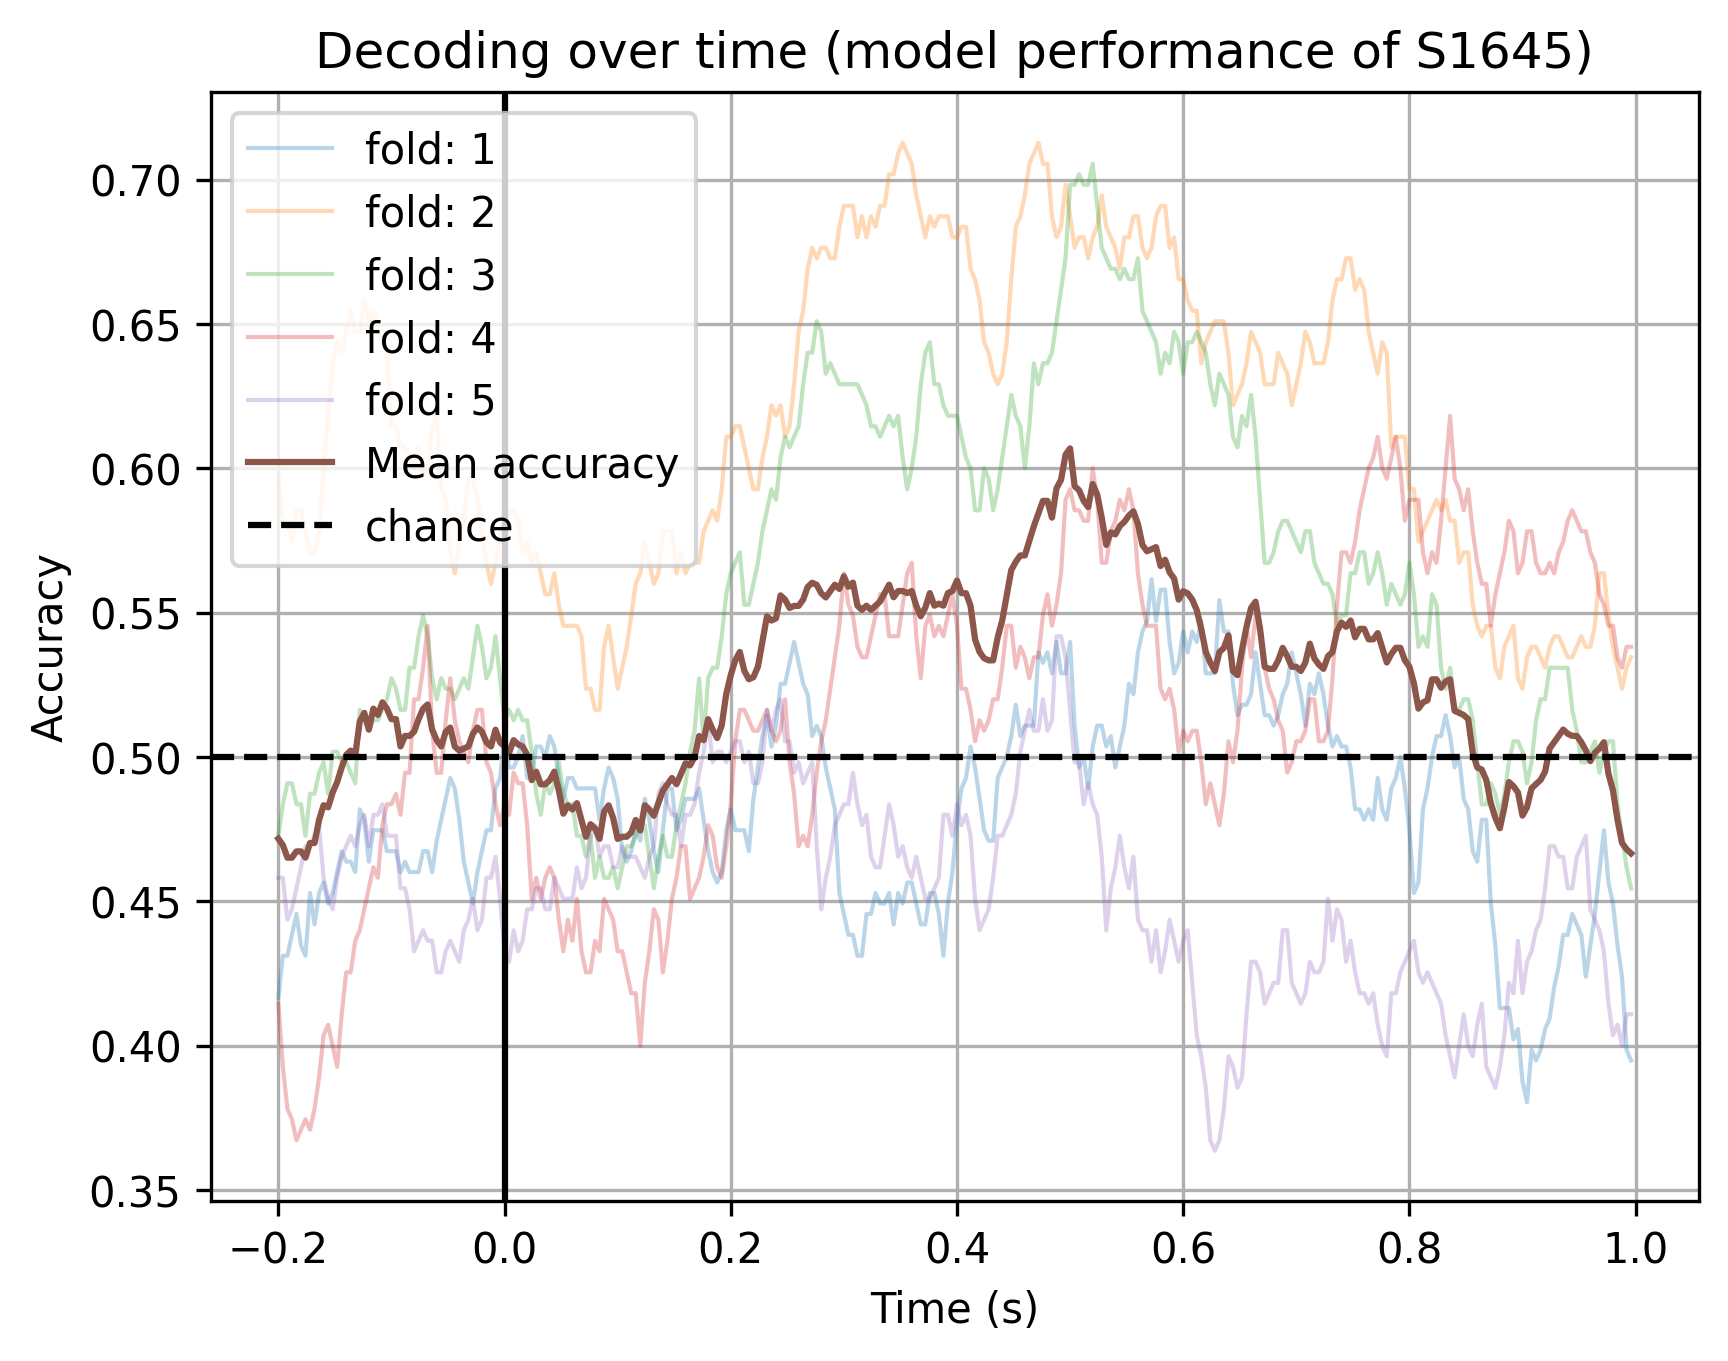 Decoding over time (model performance of S1645)
fold: 1
fold: 2
fold: 3
fold: 4
fold: 5
Mean accuracy
chance
Accuracy
0.70
0.65
0.60
0.55
0.50
0.45
0.40
0.35
−0.2 0.0 0.2 0.4 0.6 0.8 1.0
Time (s)